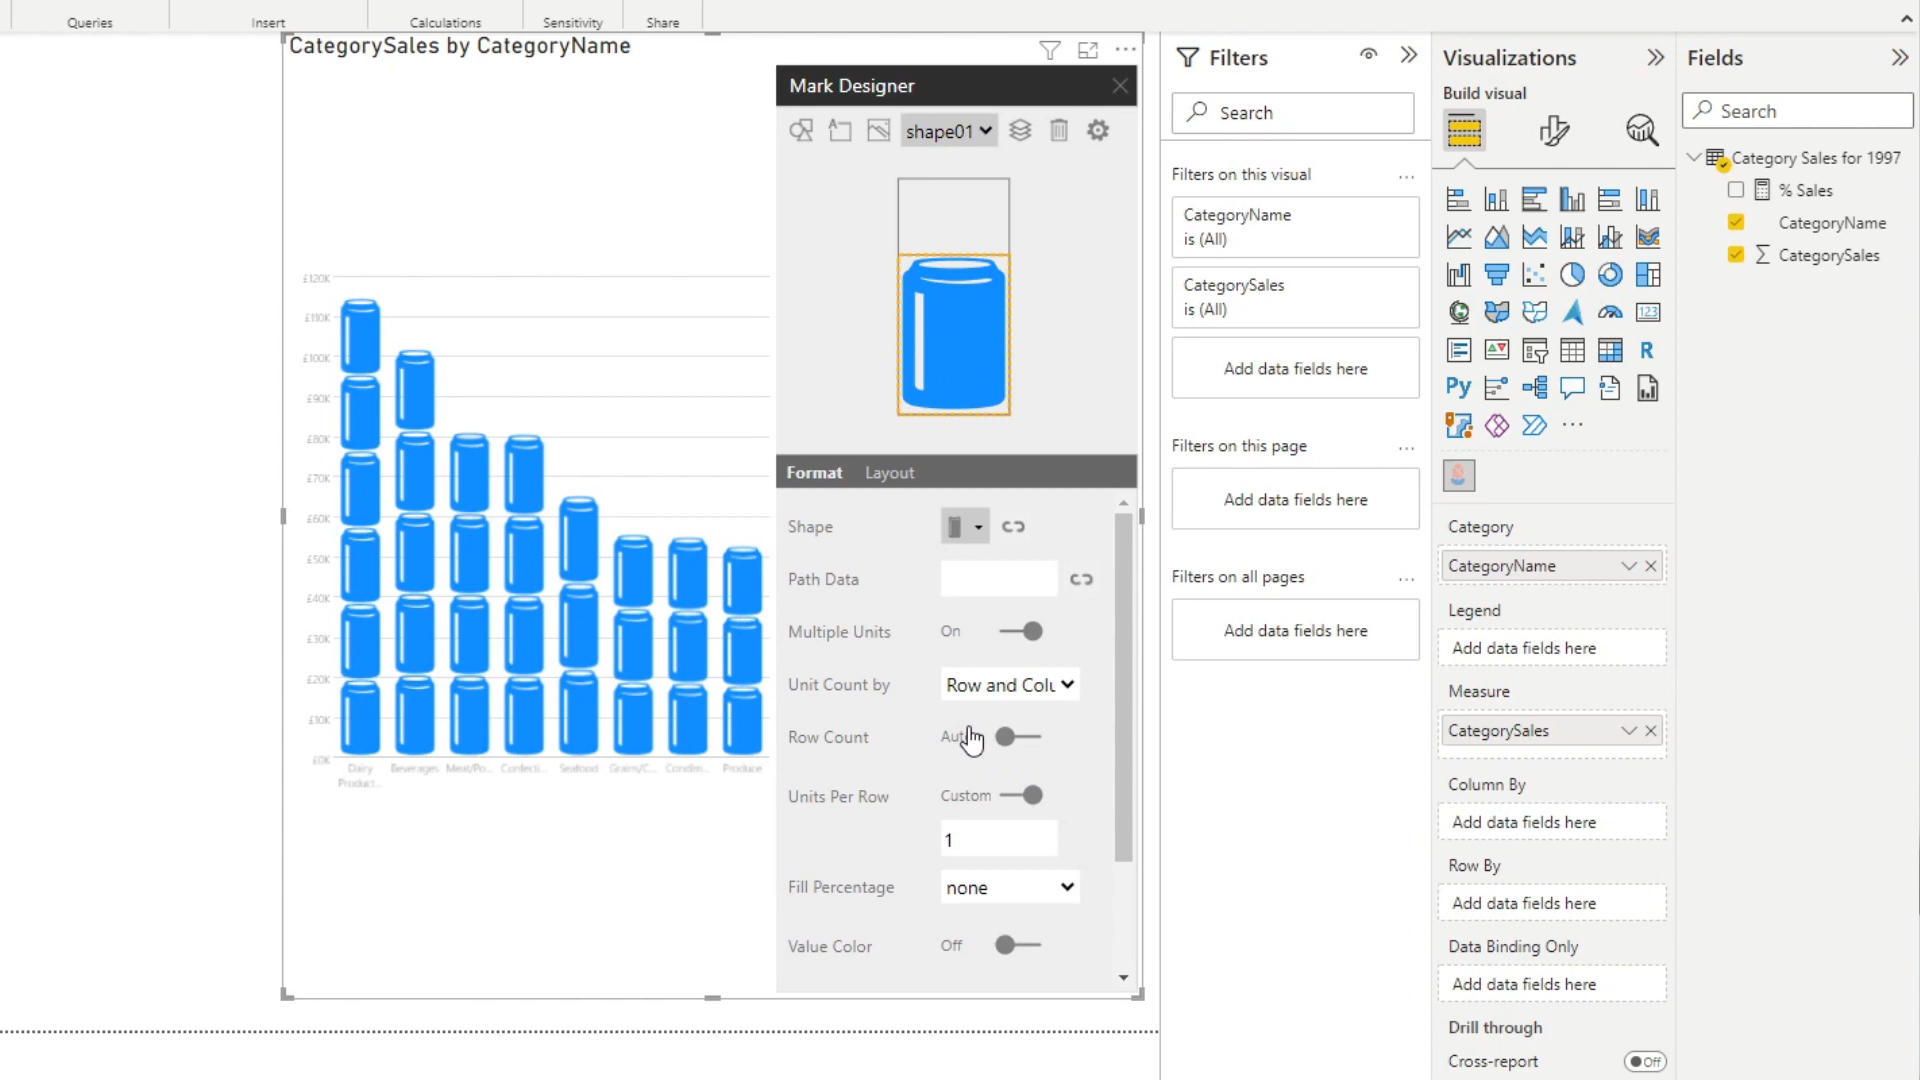 Queries
Insert
Calculations
Sensitivity
Share
CategorySales by CategoryName
£120K
£110K
£100K
£90K
£80K
£70K
£60K
£50K
£40K
£30K
£20K
£10K
£0K
Dairy Product...
Beverages
Meat/Po...
Confecti...
Seafood
Grains/C...
Condim...
Produce
Mark Designer
shape01
Format
Layout
Shape
Path Data
Multiple Units
On
Unit Count by
Row and Colu
Row Count
Aut
Units Per Row
Custom
1
Fill Percentage
none
Value Color
Off
Filters
Search
Filters on this visual
...
CategoryName
is (All)
CategorySales
is (All)
Add data fields here
Filters on this page
...
Add data fields here
Filters on all pages
...
Add data fields here
Visualizations
Build visual
123
R
Py
...
Category
CategoryName
Legend
Add data fields here
Measure
CategorySales
Column By
Add data fields here
Row By
Add data fields here
Data Binding Only
Add data fields here
Drill through
Cross-report
Off
Fields
Search
Category Sales for 1997
% Sales
CategoryName
∑ CategorySales